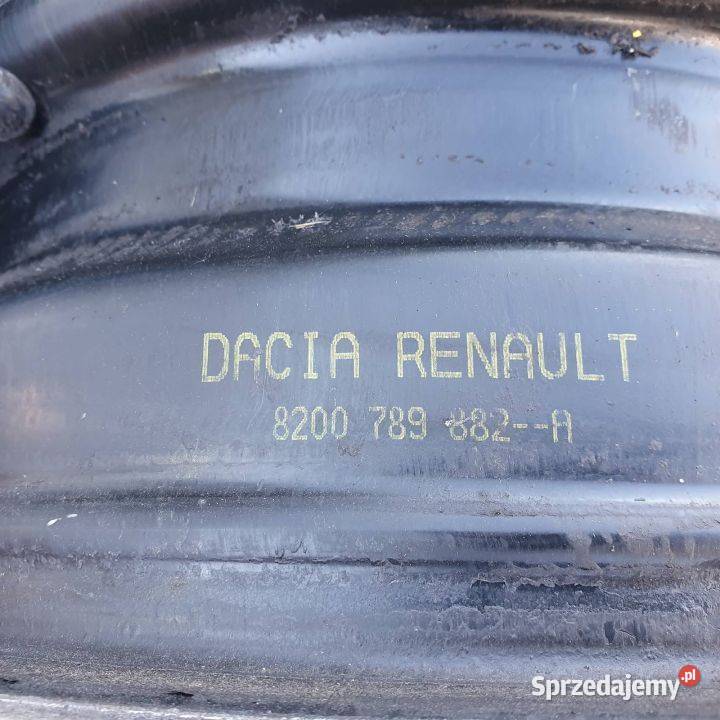 DACIA RENAULT
8200 789 882--A
Sprzedajemy.pl